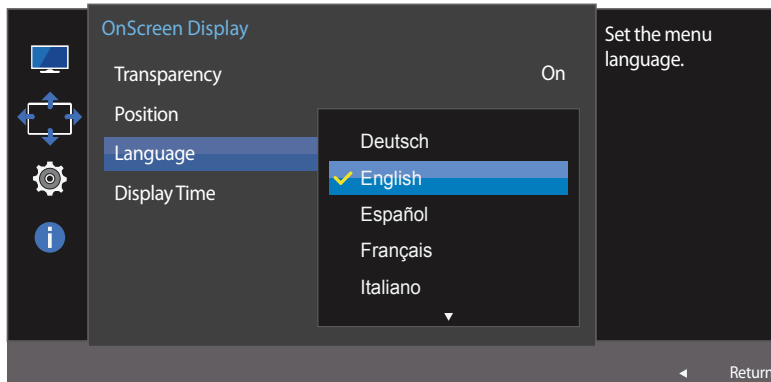 OnScreen Display
Transparency On
Position
Language
Display Time
Deutsch
English
Español
Français
Italiano
Set the menu
language.
Return